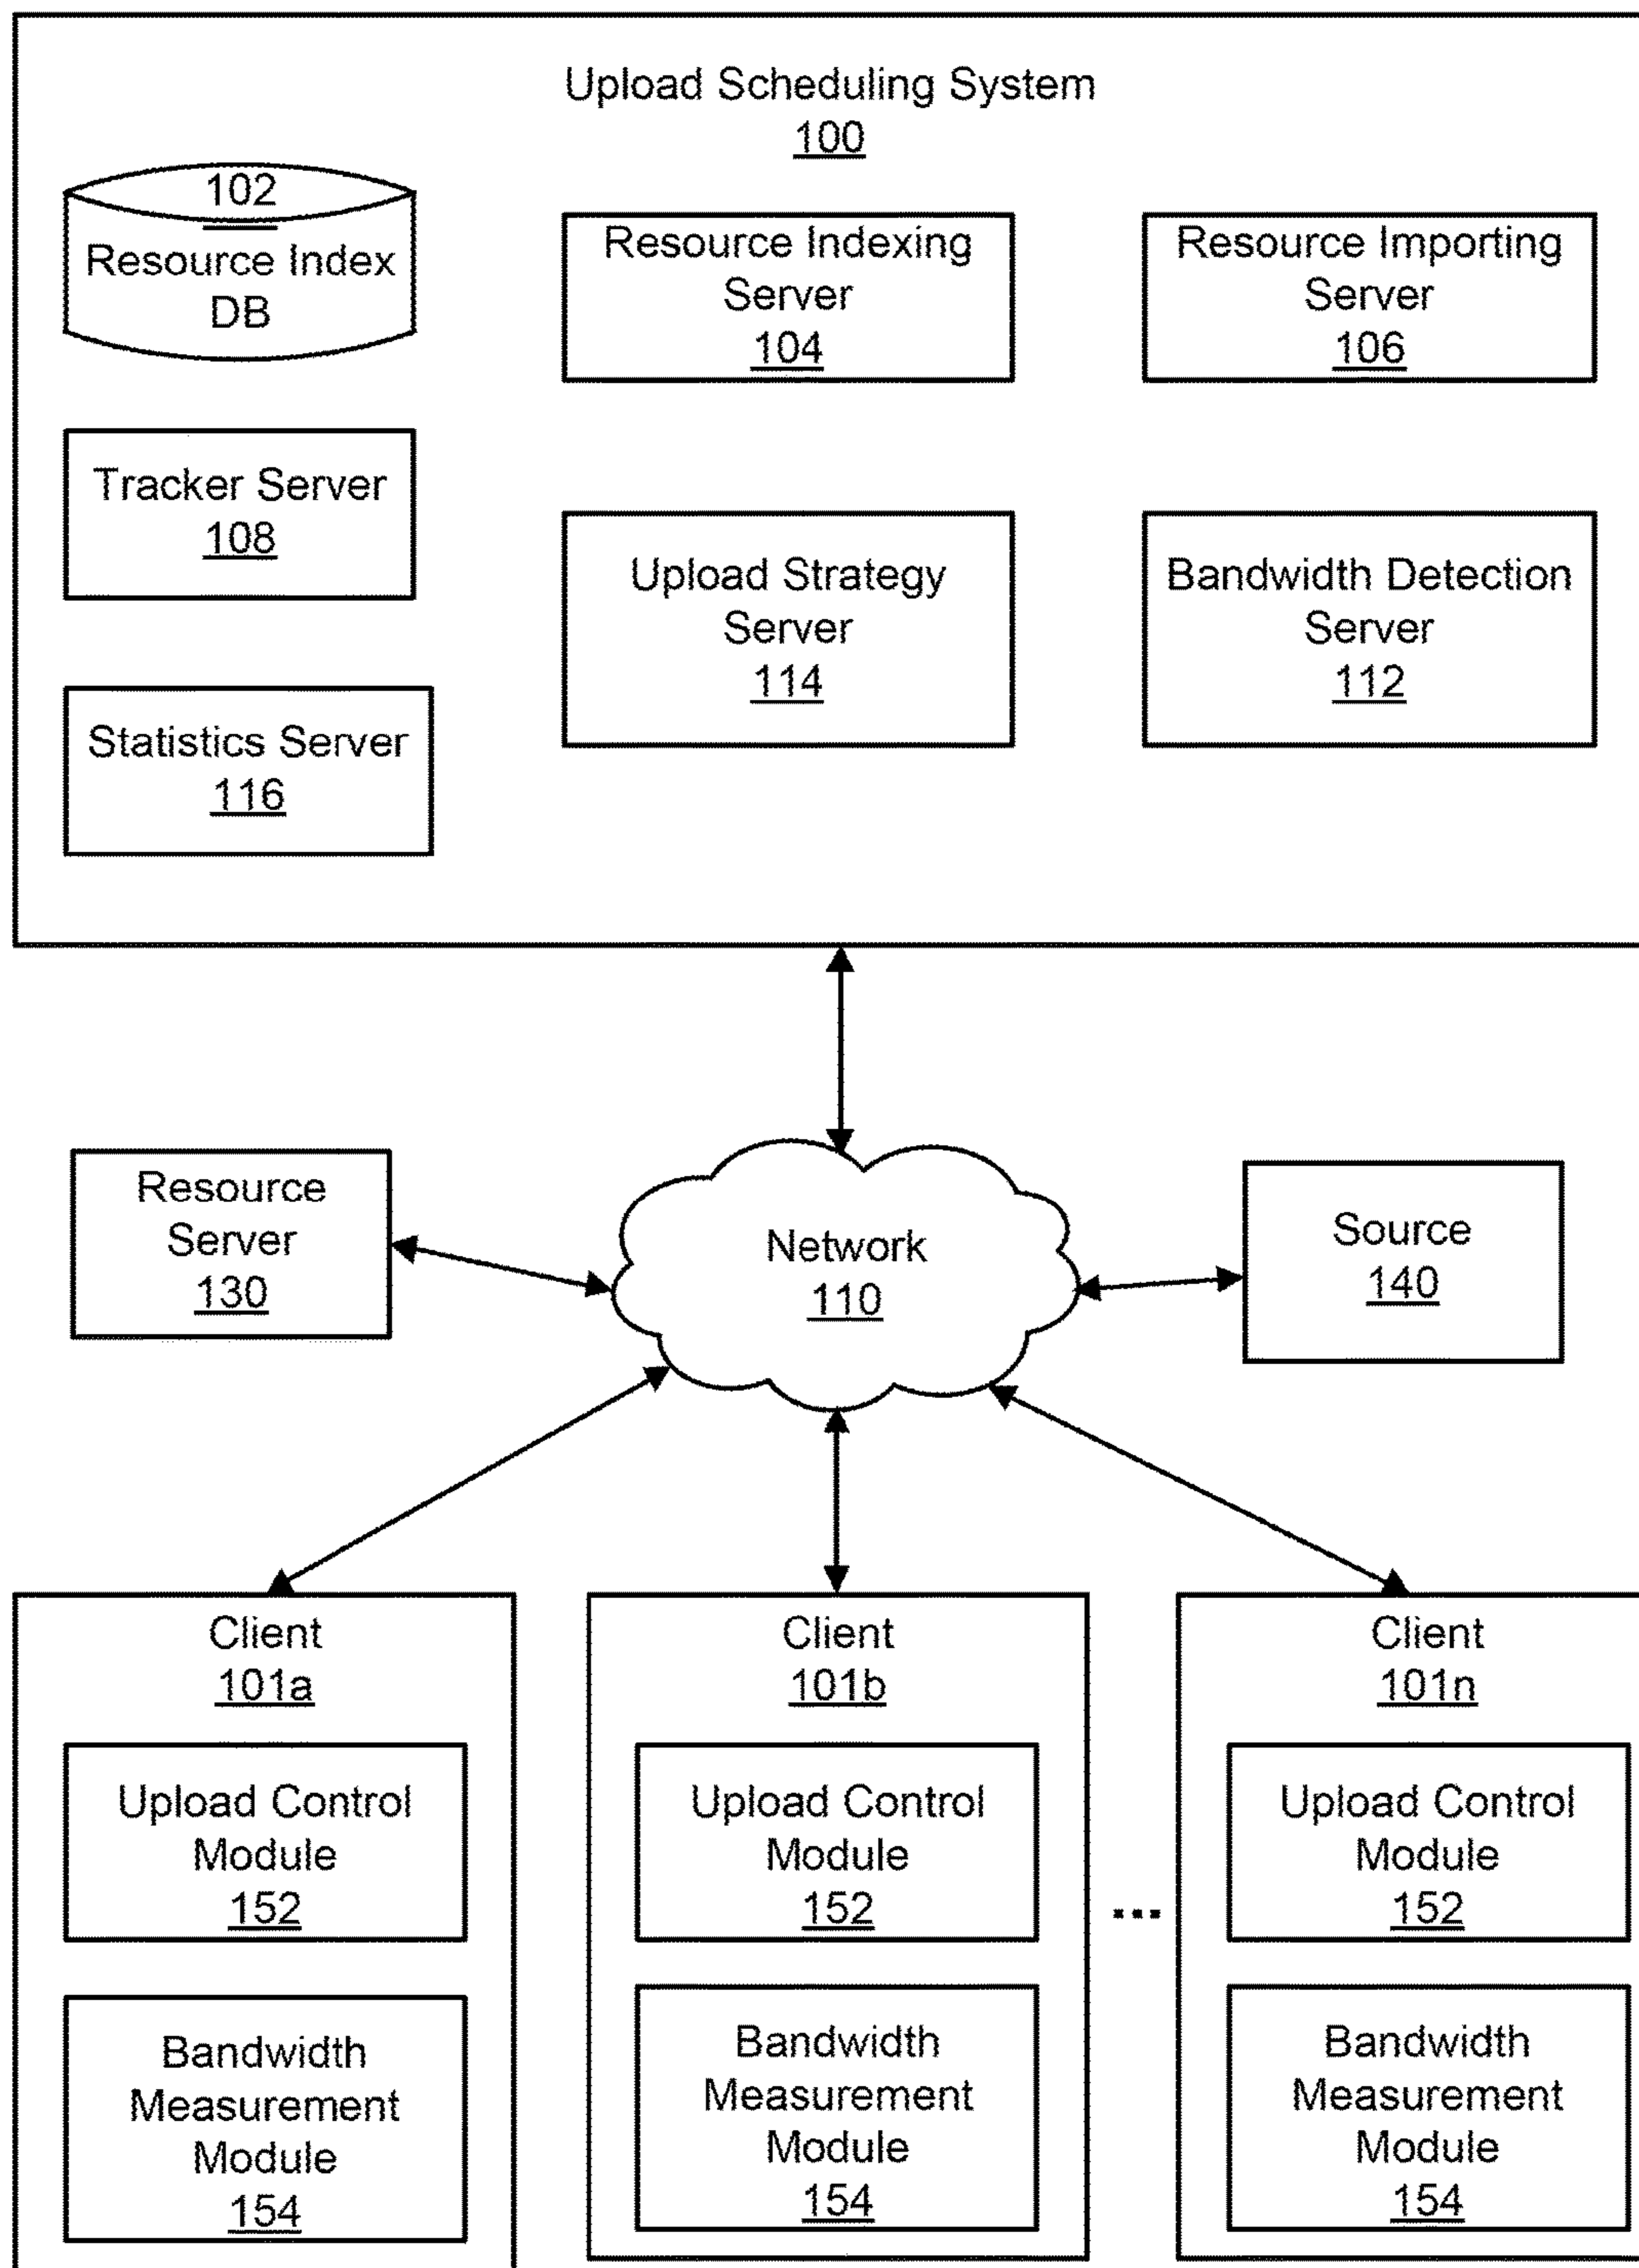 Upload Scheduling System
100
102
Resource Index
DB
Resource Indexing
Server
104
Resource Importing
Server
106
Tracker Server
108
Upload Strategy
Server
114
Bandwidth Detection
Server
112
Statistics Server
116
Resource
Server
130
Network
110
Source
140
Client
101a
Upload Control
Module
152
Bandwidth
Measurement
Module
154
Client
101b
Upload Control
Module
152
Bandwidth
Measurement
Module
154
...
Client
101n
Upload Control
Module
152
Bandwidth
Measurement
Module
154